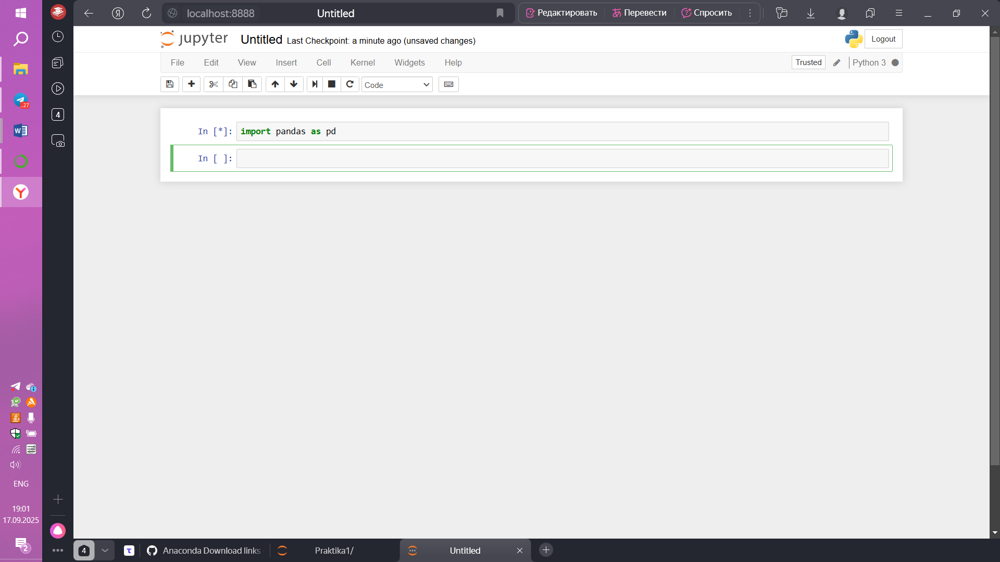 localhost:8888
Untitled
Редактировать
Перевести
Спросить
jupyter
Untitled Last Checkpoint: a minute ago (unsaved changes)
Logout
File Edit View Insert Cell Kernel Widgets Help
Trusted
Python 3
Code
In [*]: import pandas as pd
In [ ]:
..27
4
ENG
19:01
17.09.2025
2
4
Anaconda Download links
Praktika1/
Untitled